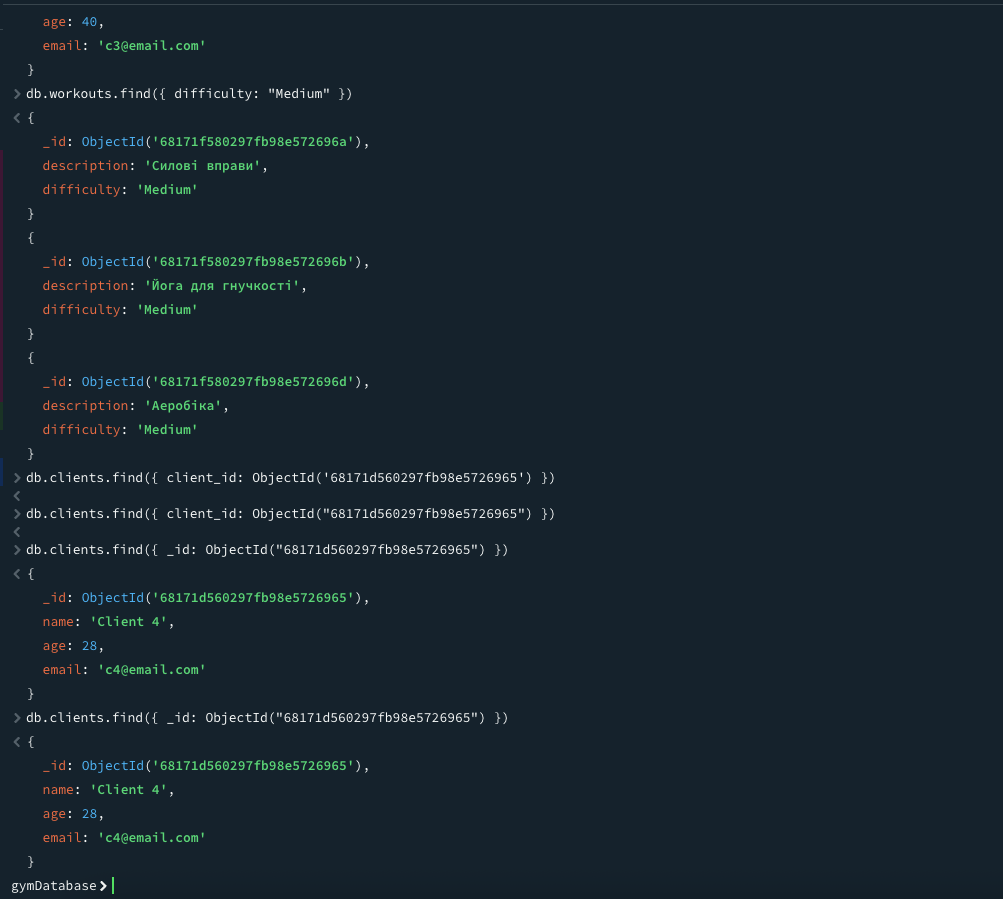 age: 40,
email: 'c3@email.com'
}
> db.workouts.find({ difficulty: "Medium" })
< {
_id: ObjectId('68171f580297fb98e572696a'),
description: 'Силові вправи',
difficulty: 'Medium'
}
{
_id: ObjectId('68171f580297fb98e572696b'),
description: 'Йога для гнучкості',
difficulty: 'Medium'
}
{
_id: ObjectId('68171f580297fb98e572696d'),
description: 'Аеробіка',
difficulty: 'Medium'
}
> db.clients.find({ client_id: ObjectId('68171d560297fb98e5726965') })
<
> db.clients.find({ client_id: ObjectId("68171d560297fb98e5726965") })
<
> db.clients.find({ _id: ObjectId("68171d560297fb98e5726965") })
< {
_id: ObjectId('68171d560297fb98e5726965'),
name: 'Client 4',
age: 28,
email: 'c4@email.com'
}
> db.clients.find({ _id: ObjectId("68171d560297fb98e5726965") })
< {
_id: ObjectId('68171d560297fb98e5726965'),
name: 'Client 4',
age: 28,
email: 'c4@email.com'
}
gymDatabase>